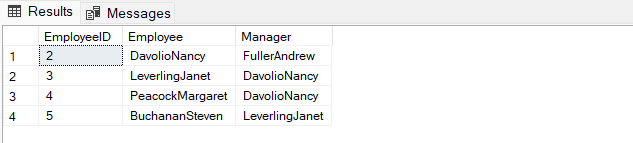 Results Messages
EmployeeID Employee Manager
1 2 DavolioNancy FullerAndrew
2 3 LeverlingJanet DavolioNancy
3 4 PeacockMargaret DavolioNancy
4 5 BuchananSteven LeverlingJanet